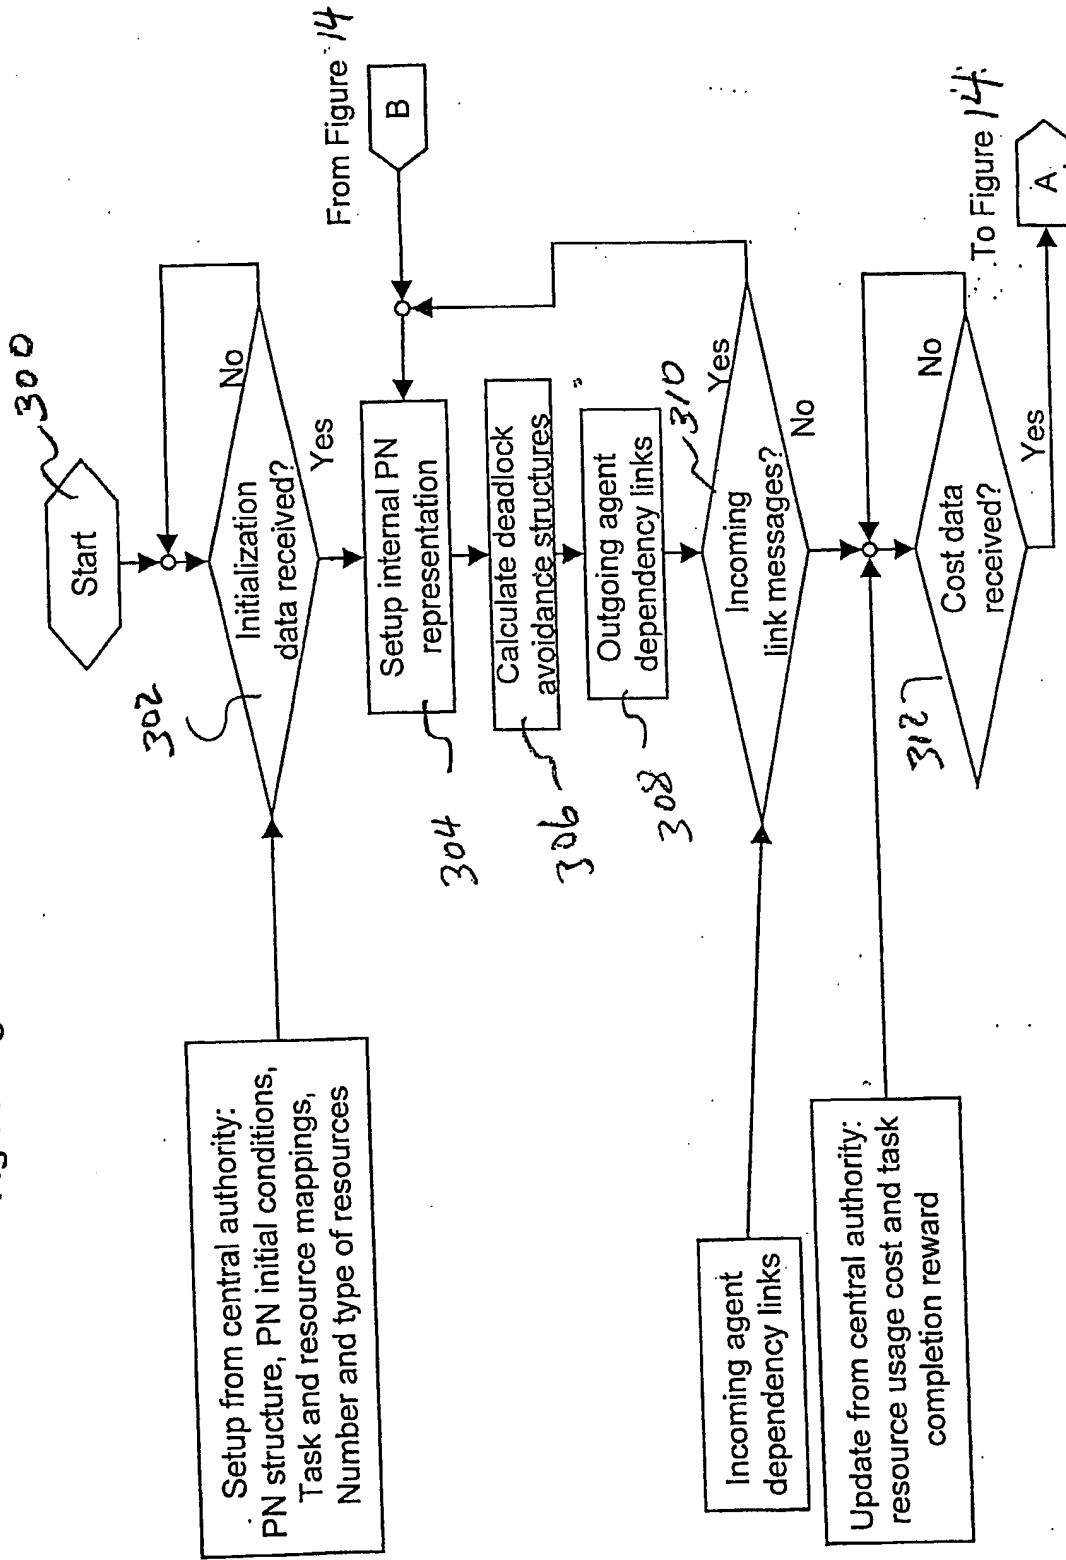 300
Start
Initialization
data received?
No
Yes
302
Setup from central authority:
PN structure, PN initial conditions,
Task and resource mappings,
Number and type of resources
From Figure 14
B
Setup internal PN
representation
304
Calculate deadlock
avoidance structures
306
Outgoing agent
dependency links
308
310
Incoming
link messages?
Yes
No
Incoming agent
dependency links
Update from central authority:
resource usage cost and task
completion reward
312
Cost data
received?
No
Yes
To Figure 14
A